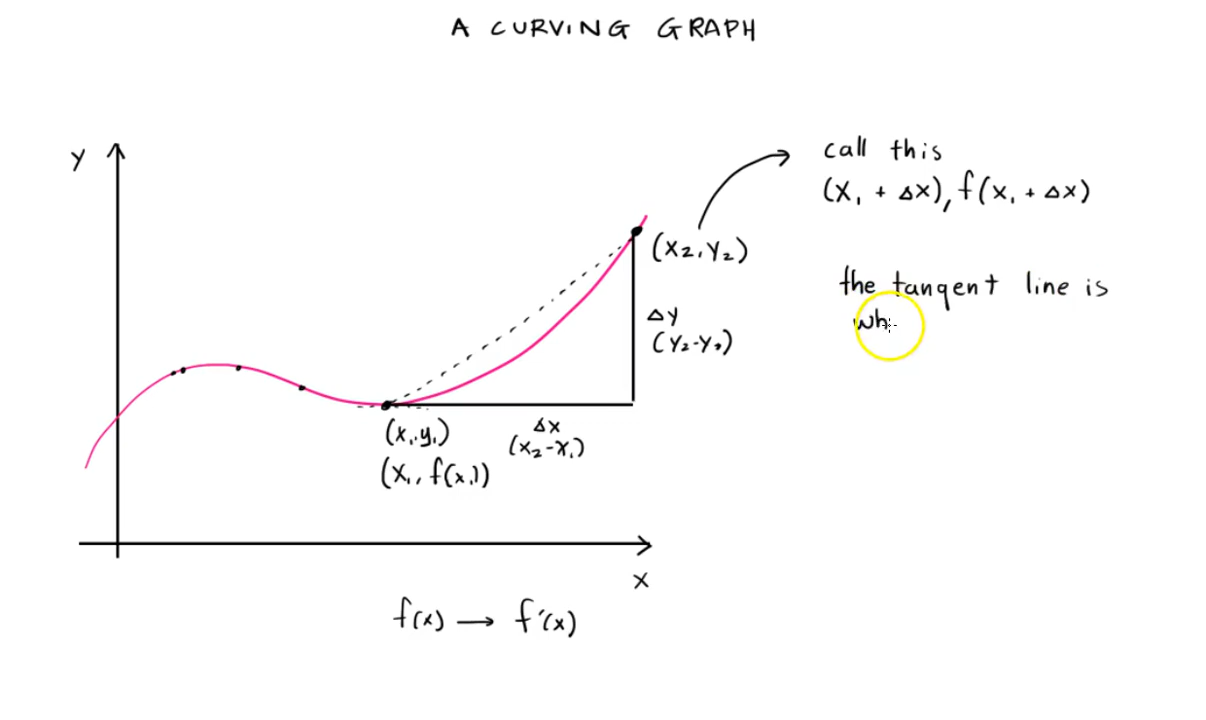 A CURVING GRAPH
Y
call this
(x₁ + Δx), f(x₁ + Δx)
(x₂, y₂)
the tangent line is
wh
Δy
(y₂-y₁)
(x₁, y₁)
Δx
(x₂-x₁)
(x₁, f(x₁))
X
f(x) → f'(x)